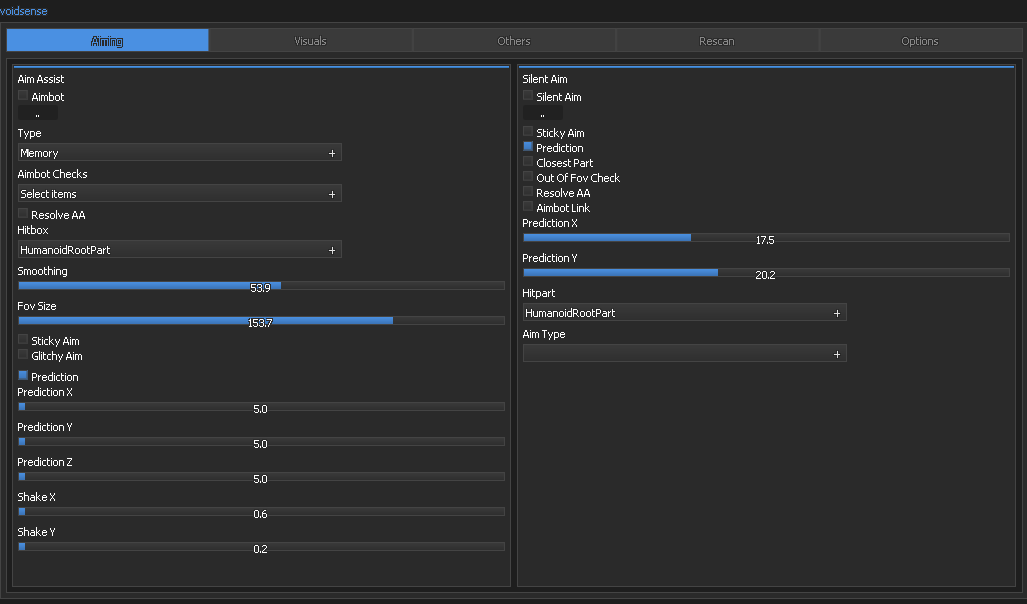 voidsense
Aiming
Visuals
Others
Rescan
Options
Aim Assist
Aimbot
..
Type
Memory +
Aimbot Checks
Select items +
Resolve AA
Hitbox
HumanoidRootPart +
Smoothing
53.9
Fov Size
153.7
Sticky Aim
Glitchy Aim
Prediction
Prediction X
5.0
Prediction Y
5.0
Prediction Z
5.0
Shake X
0.6
Shake Y
0.2
Silent Aim
Silent Aim
..
Sticky Aim
Prediction
Closest Part
Out Of Fov Check
Resolve AA
Aimbot Link
Prediction X
17.5
Prediction Y
20.2
Hitpart
HumanoidRootPart +
Aim Type
+